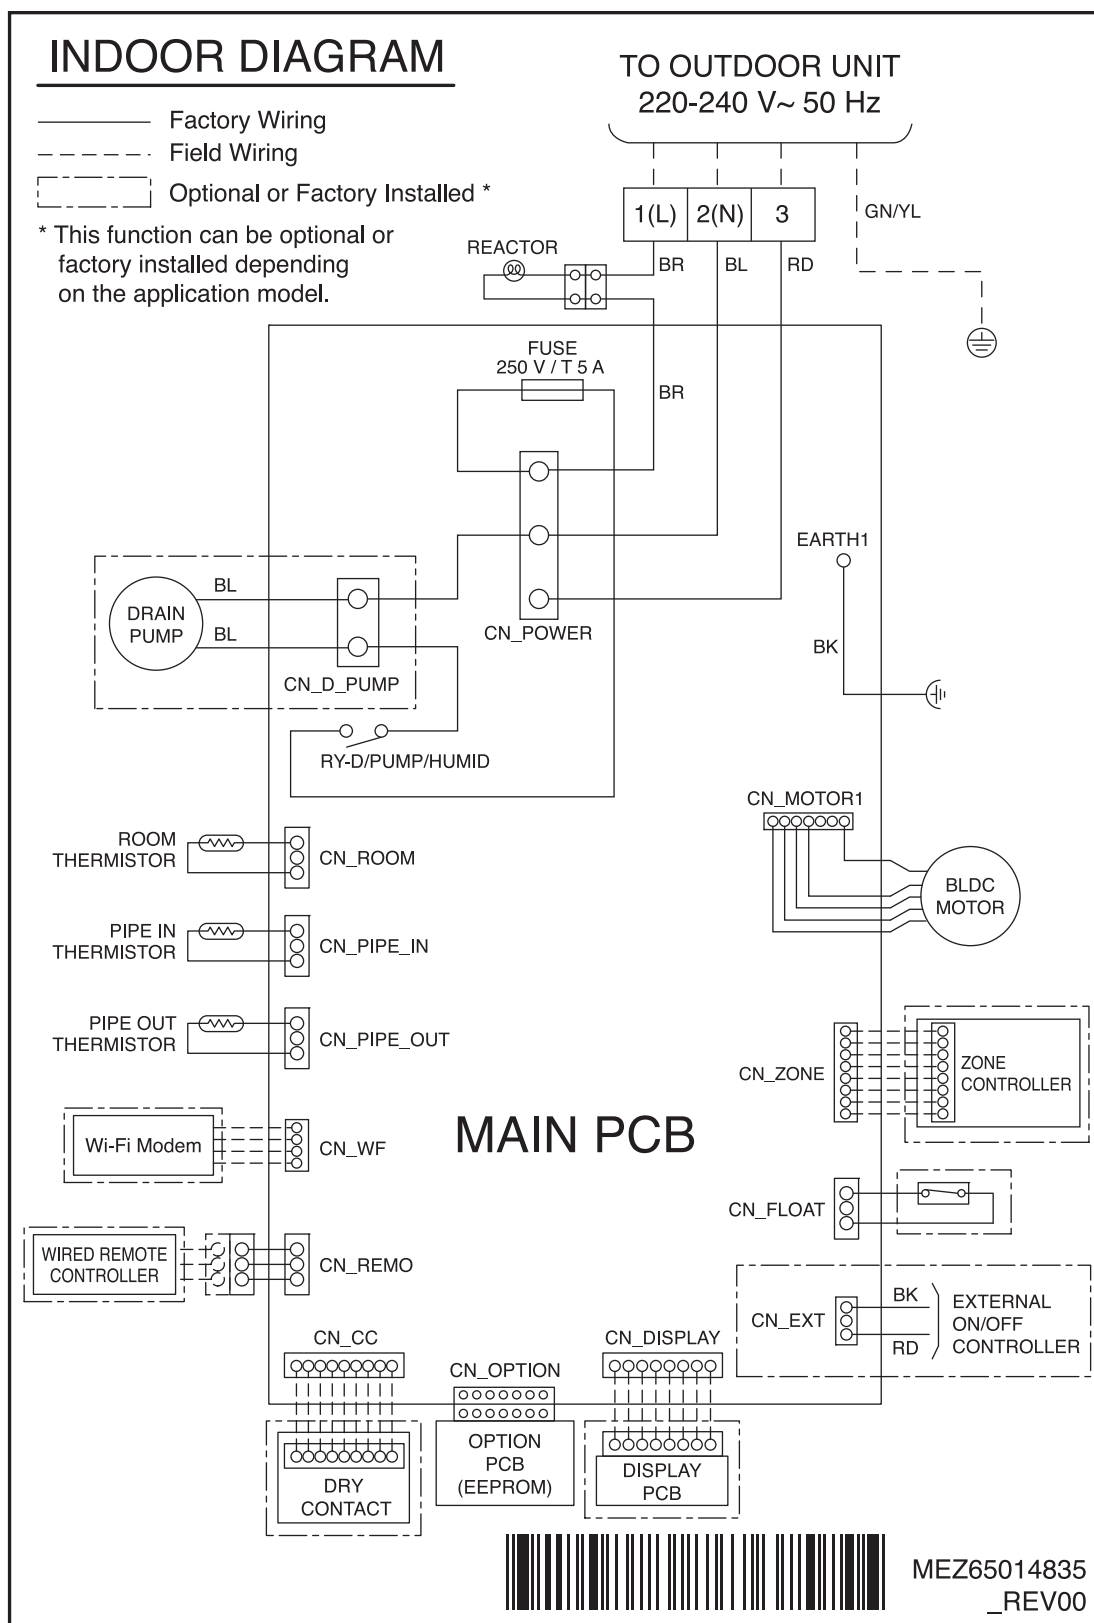 INDOOR DIAGRAM
Factory Wiring
Field Wiring
Optional or Factory Installed *
* This function can be optional or
factory installed depending
on the application model.
TO OUTDOOR UNIT
220-240 V~ 50 Hz
1(L) 2(N) 3
GN/YL
BR BL RD
REACTOR
FUSE
250 V / T 5 A
BR
CN_POWER
EARTH1
BK
DRAIN
PUMP
BL
BL
CN_D_PUMP
RY-D/PUMP/HUMID
CN_MOTOR1
BLDC
MOTOR
ROOM
THERMISTOR
CN_ROOM
PIPE IN
THERMISTOR
CN_PIPE_IN
PIPE OUT
THERMISTOR
CN_PIPE_OUT
CN_ZONE
ZONE
CONTROLLER
Wi-Fi Modem
CN_WF
MAIN PCB
CN_FLOAT
WIRED REMOTE
CONTROLLER
CN_REMO
CN_EXT
BK
RD
EXTERNAL
ON/OFF
CONTROLLER
CN_CC
CN_OPTION
CN_DISPLAY
DRY
CONTACT
OPTION
PCB
(EEPROM)
DISPLAY
PCB
MEZ65014835
_REV00